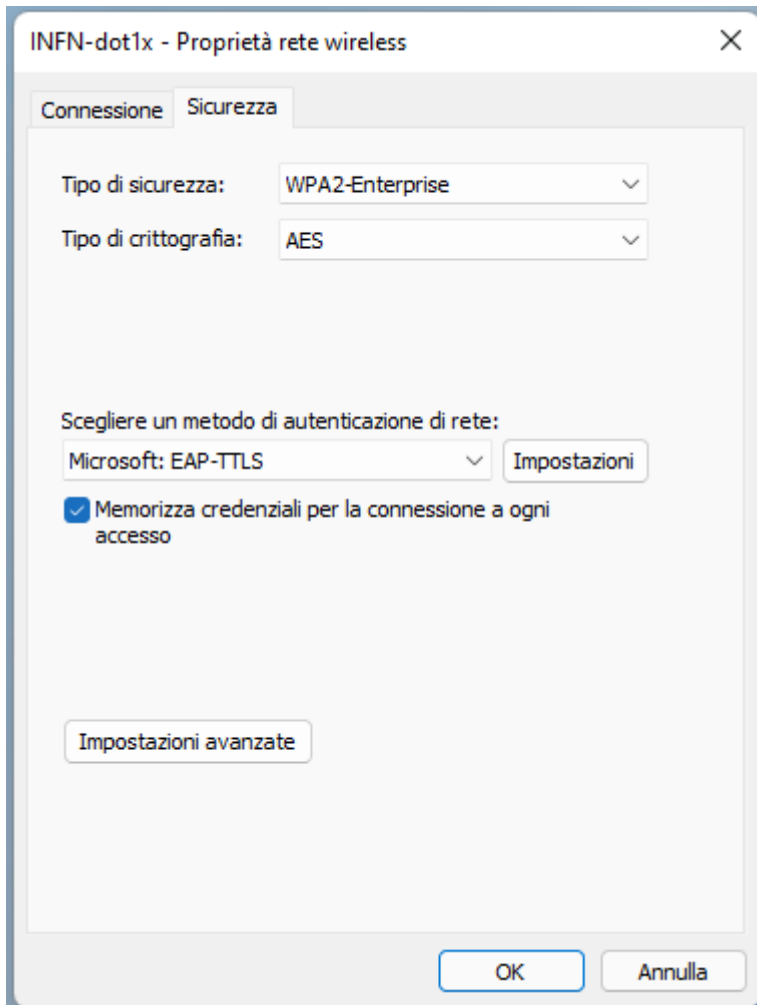 INFN-dot1x - Proprietà rete wireless
Connessione Sicurezza
Tipo di sicurezza: WPA2-Enterprise
Tipo di crittografia: AES
Scegliere un metodo di autenticazione di rete:
Microsoft: EAP-TTLS Impostazioni
Memorizza credenziali per la connessione a ogni
accesso
Impostazioni avanzate
OK Annulla